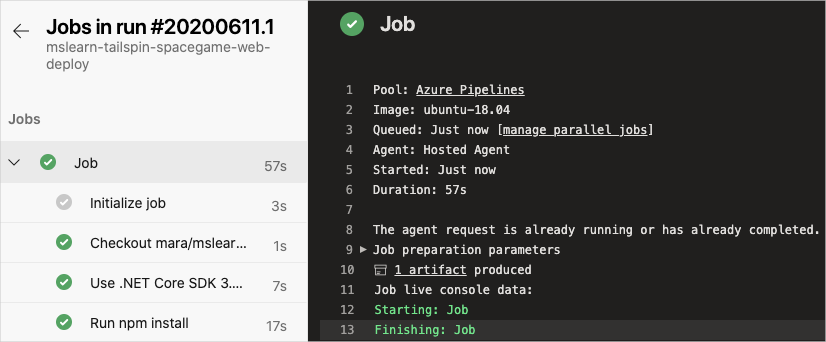 Jobs in run #20200611.1
mslearn-tailspin-spacegame-web-
deploy
Jobs
Job 57s
Initialize job 3s
Checkout mara/mslear... 1s
Use .NET Core SDK 3.... 7s
Run npm install 17s
Job
1 Pool: Azure Pipelines
2 Image: ubuntu-18.04
3 Queued: Just now [manage parallel jobs]
4 Agent: Hosted Agent
5 Started: Just now
6 Duration: 57s
7
8 The agent request is already running or has already completed.
9 Job preparation parameters
10 1 artifact produced
11 Job live console data:
12 Starting: Job
13 Finishing: Job